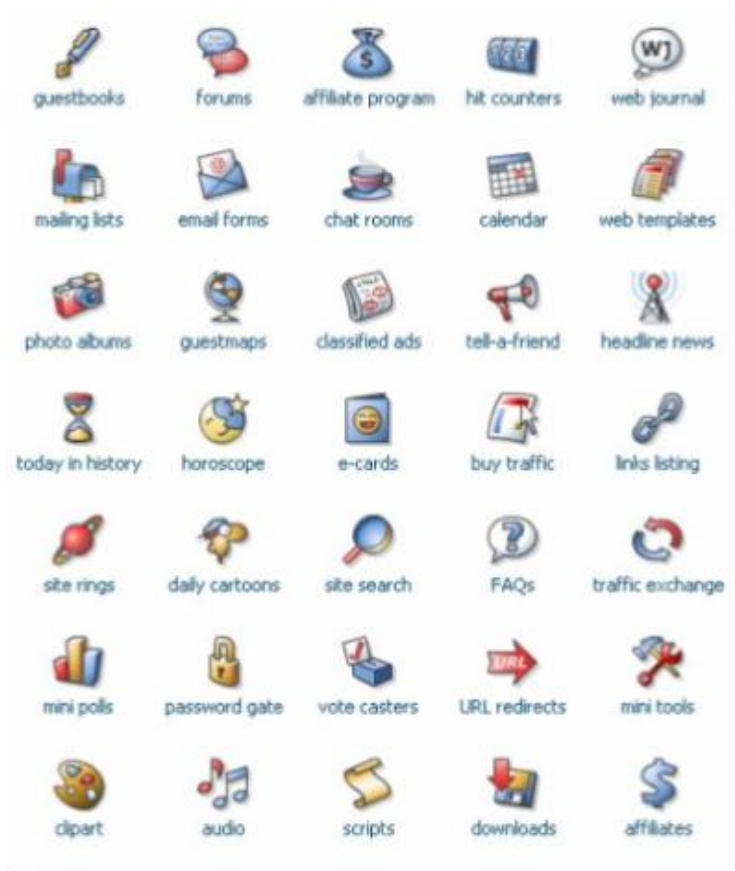 WJ
guestbooks forums affiliate program hit counters web journal
mailing lists email forms chat rooms calendar web templates
photo albums guestmaps classified ads tell-a-friend headline news
today in history horoscope e-cards buy traffic links listing
site rings daily cartoons site search FAQs traffic exchange
URL
mini polls password gate vote casters URL redirects mini tools
clipart audio scripts downloads affiliates